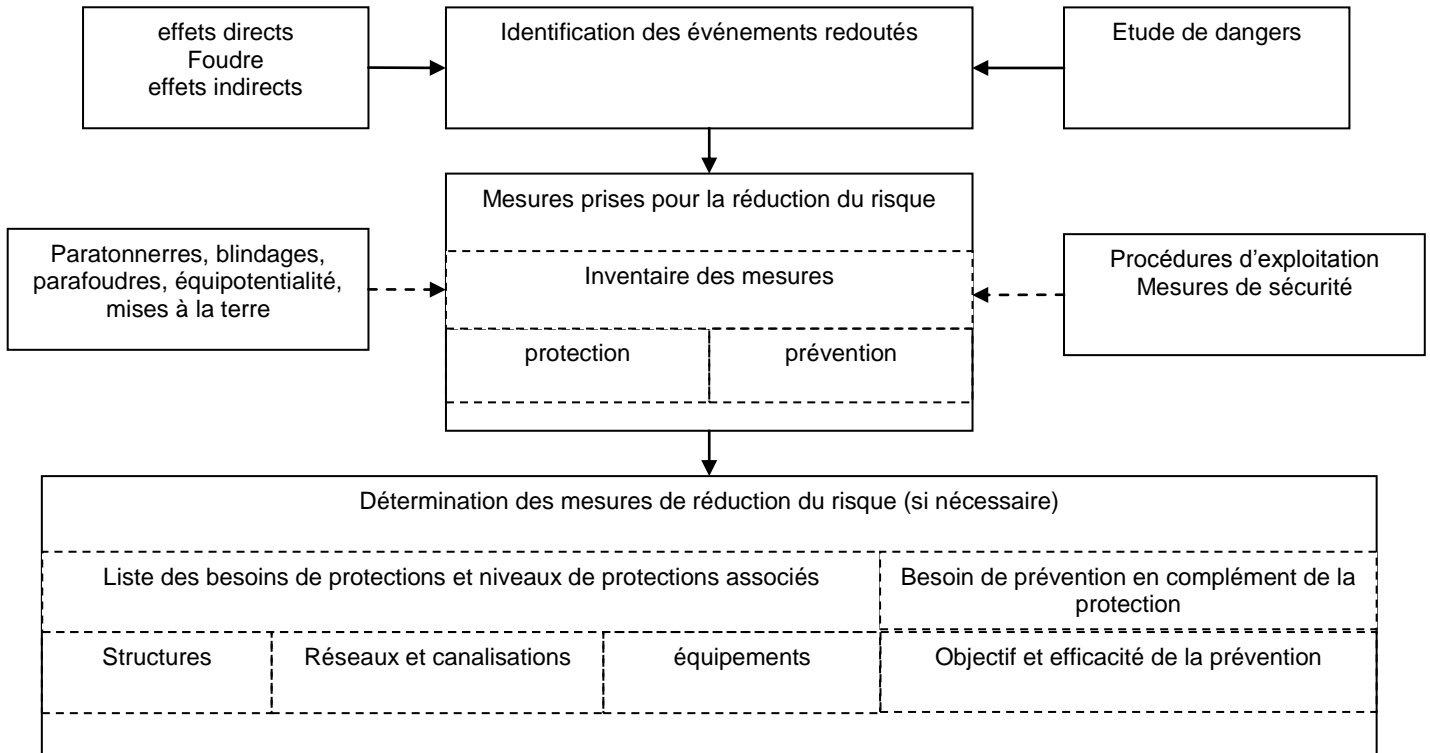 effets directs
Foudre
effets indirects
Identification des événements redoutés
Etude de dangers
Mesures prises pour la réduction du risque
Paratonnerres, blindages,
parafoudres, équipotentialité,
mises à la terre
Inventaire des mesures
Procédures d’exploitation
Mesures de sécurité
protection
prévention
Détermination des mesures de réduction du risque (si nécessaire)
Liste des besoins de protections et niveaux de protections associés
Besoin de prévention en complément de la
protection
Structures
Réseaux et canalisations
équipements
Objectif et efficacité de la prévention